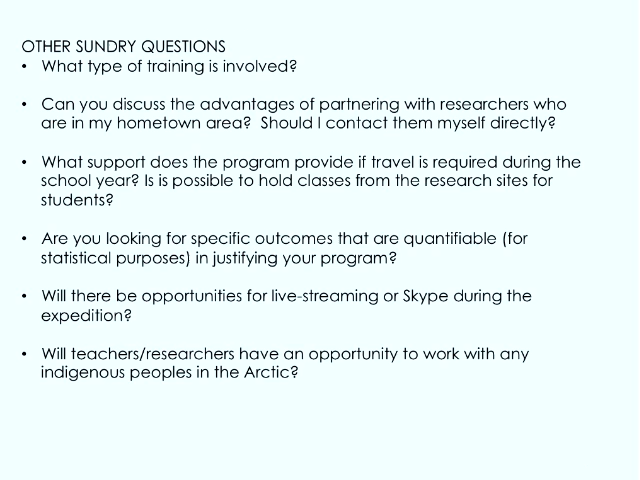 OTHER SUNDRY QUESTIONS
• What type of training is involved?
• Can you discuss the advantages of partnering with researchers who
are in my hometown area?  Should I contact them myself directly?
• What support does the program provide if travel is required during the
school year? Is is possible to hold classes from the research sites for
students?
• Are you looking for specific outcomes that are quantifiable (for
statistical purposes) in justifying your program?
• Will there be opportunities for live-streaming or Skype during the
expedition?
• Will teachers/researchers have an opportunity to work with any
indigenous peoples in the Arctic?